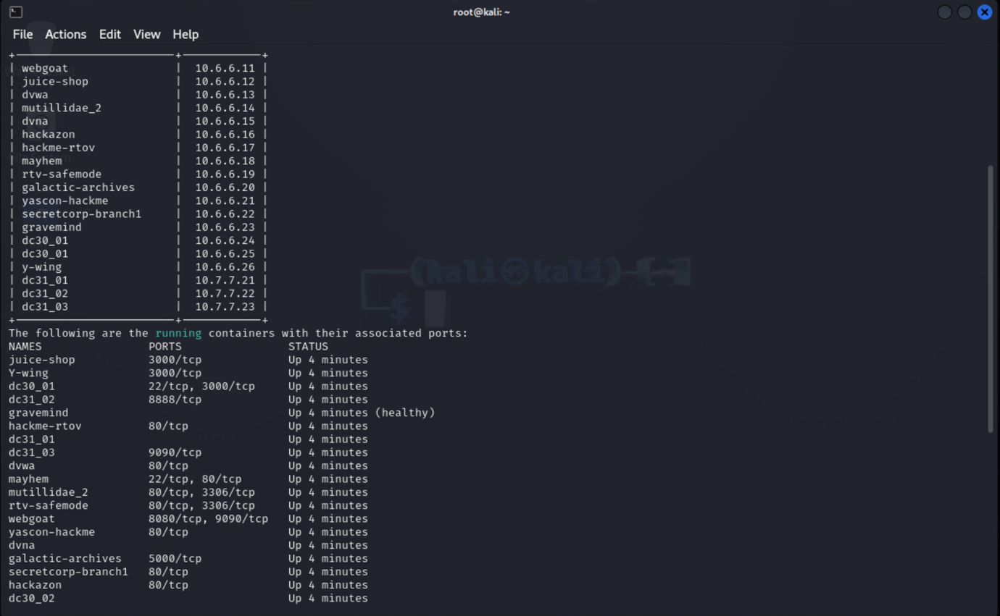 root@kali: ~
File Actions Edit View Help
+--------------------------+--------------+
| webgoat | 10.6.6.11 |
| juice-shop | 10.6.6.12 |
| dvwa | 10.6.6.13 |
| mutillidae_2 | 10.6.6.14 |
| dvna | 10.6.6.15 |
| hackazon | 10.6.6.16 |
| hackme-rtov | 10.6.6.17 |
| mayhem | 10.6.6.18 |
| rtv-safemode | 10.6.6.19 |
| galactic-archives | 10.6.6.20 |
| yascon-hackme | 10.6.6.21 |
| secretcorp-branch1 | 10.6.6.22 |
| gravemind | 10.6.6.23 |
| dc30_01 | 10.6.6.24 |
| dc30_01 | 10.6.6.25 |
| y-wing | 10.6.6.26 |
| dc31_01 | 10.7.7.21 |
| dc31_02 | 10.7.7.22 |
| dc31_03 | 10.7.7.23 |
+--------------------------+--------------+
(kali㉿kali)-[~]
$
The following are the running containers with their associated ports:
NAMES PORTS STATUS
juice-shop 3000/tcp Up 4 minutes
Y-wing 3000/tcp Up 4 minutes
dc30_01 22/tcp, 3000/tcp Up 4 minutes
dc31_02 8888/tcp Up 4 minutes
gravemind Up 4 minutes (healthy)
hackme-rtov 80/tcp Up 4 minutes
dc31_01 Up 4 minutes
dc31_03 9090/tcp Up 4 minutes
dvwa 80/tcp Up 4 minutes
mayhem 22/tcp, 80/tcp Up 4 minutes
mutillidae_2 80/tcp, 3306/tcp Up 4 minutes
rtv-safemode 80/tcp, 3306/tcp Up 4 minutes
webgoat 8080/tcp, 9090/tcp Up 4 minutes
yascon-hackme 80/tcp Up 4 minutes
dvna Up 4 minutes
galactic-archives 5000/tcp Up 4 minutes
secretcorp-branch1 80/tcp Up 4 minutes
hackazon 80/tcp Up 4 minutes
dc30_02 Up 4 minutes